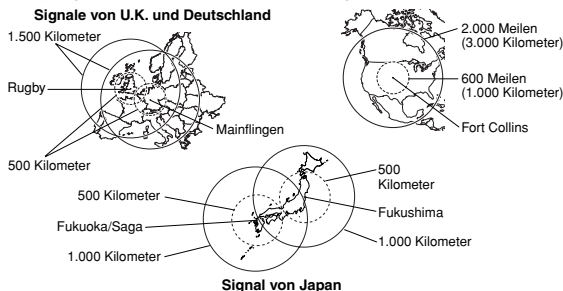 Signale von U.K. und Deutschland
1.500 Kilometer
Rugby
500 Kilometer
Mainflingen
2.000 Meilen
(3.000 Kilometer)
600 Meilen
(1.000 Kilometer)
Fort Collins
500 Kilometer
Fukuoka/Saga
1.000 Kilometer
500
Kilometer
Fukushima
1.000 Kilometer
Signal von Japan